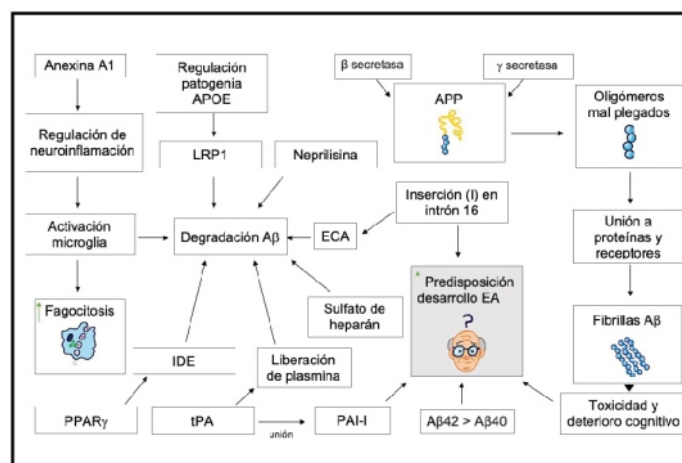 Anexina A1
Regulación de
neuroinflamación
Activación
microglia
Fagocitosis
Regulación
patogenia
APOE
LRP1
Neprilisina
Degradación Aβ
ECA
Sulfato de
heparán
IDE
Liberación
de plasmina
PPARγ
tPA
unión
PAI-I
Aβ42 > Aβ40
β secretasa
γ secretasa
APP
Inserción (I) en
intrón 16
Predisposición
desarrollo EA
?
Oligómeros
mal plegados
Unión a
proteínas y
receptores
Fibrillas Aβ
Toxicidad y
deterioro cognitivo